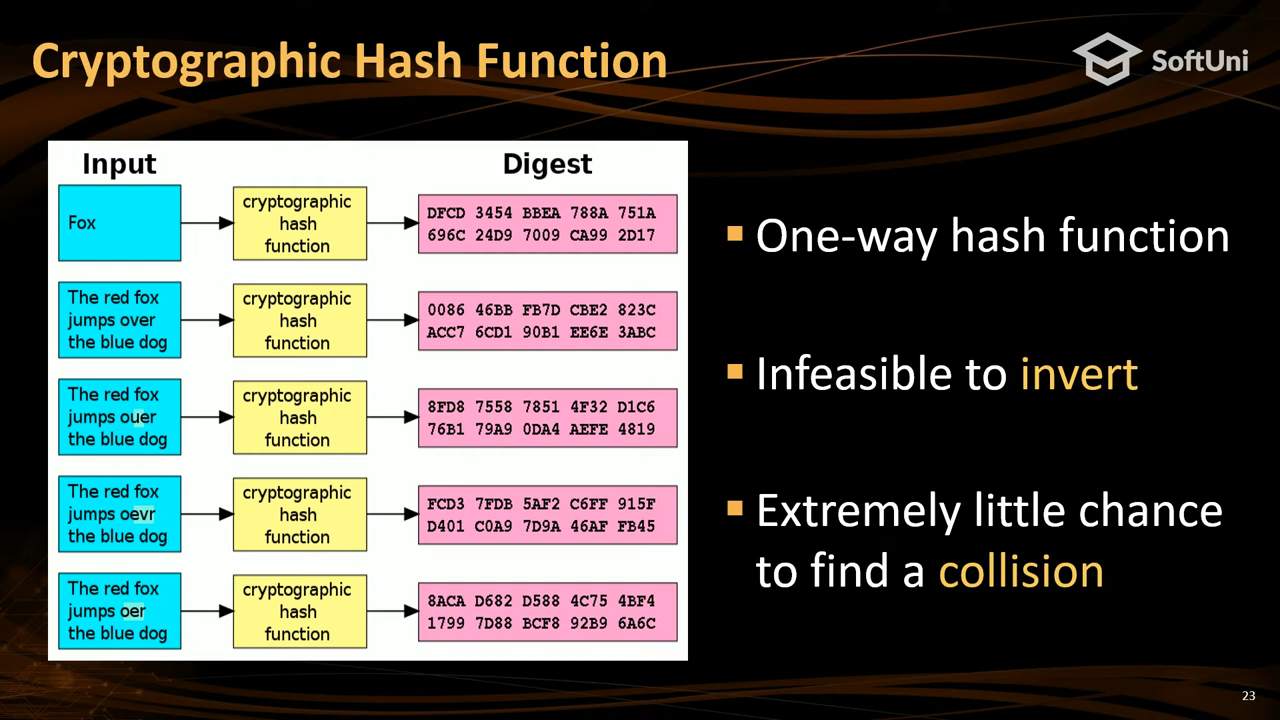 Cryptographic Hash Function
SoftUni
Input
Digest
Fox
cryptographic
hash
function
DFCD 3454 BBEA 788A 751A
696C 24D9 7009 CA99 2D17
The red fox
jumps over
the blue dog
cryptographic
hash
function
0086 46BB FB7D CBE2 823C
ACC7 6CD1 90B1 EE6E 3ABC
The red fox
jumps ouer
the blue dog
cryptographic
hash
function
8FD8 7558 7851 4F32 D1C6
76B1 79A9 0DA4 AEFE 4819
The red fox
jumps oevr
the blue dog
cryptographic
hash
function
FCD3 7FDB 5AF2 C6FF 915F
D401 C0A9 7D9A 46AF FB45
The red fox
jumps oer
the blue dog
cryptographic
hash
function
8ACA D682 D588 4C75 4BF4
1799 7D88 BCF8 92B9 6A6C
One-way hash function
Infeasible to invert
Extremely little chance
to find a collision
23